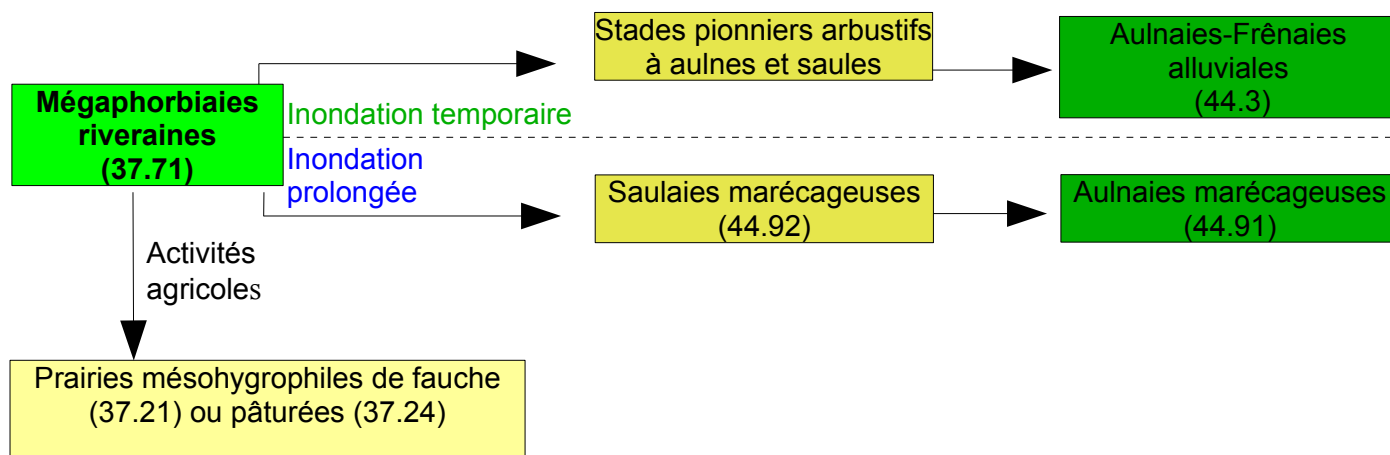 Stades pionniers arbustifs
à aulnes et saules
Aulnaies-Frênaies
alluviales
(44.3)
Mégaphorbiaies
riveraines
(37.71)
Inondation temporaire
Inondation
prolongée
Saulaies marécageuses
(44.92)
Aulnaies marécageuses
(44.91)
Activités
agricoles
Prairies mésohygrophiles de fauche
(37.21) ou pâturées (37.24)